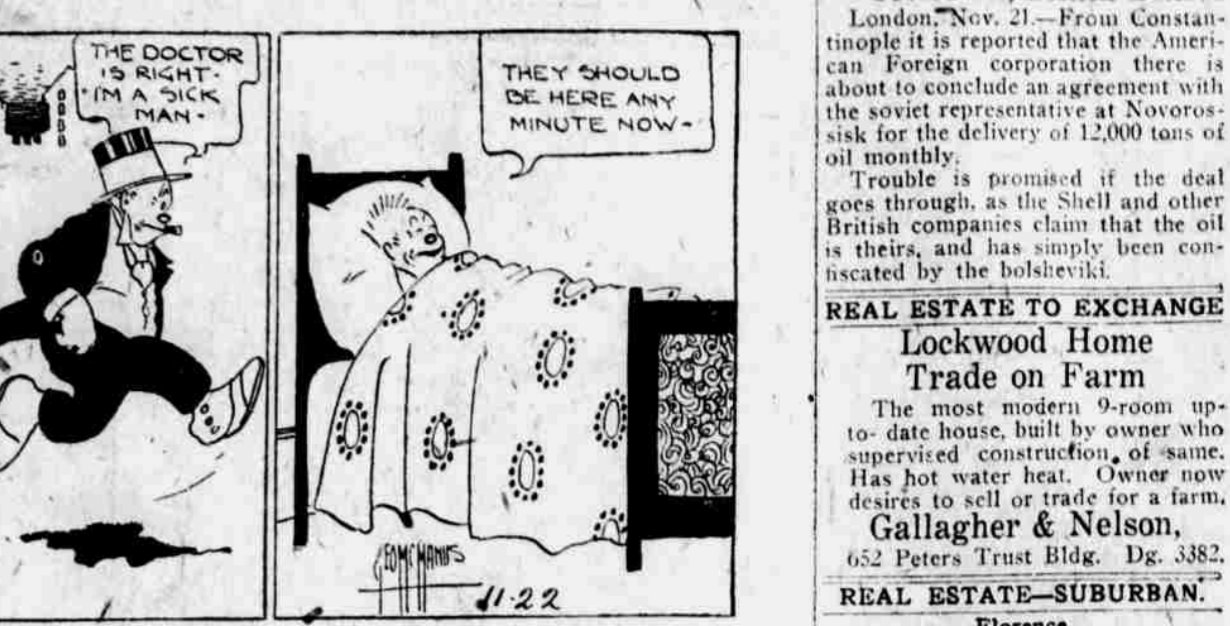 THE DOCTOR
IS RIGHT-
I'M A SICK
MAN-
THEY SHOULD
BE HERE ANY
MINUTE NOW-
GEO MCMANUS
11-22
London, Nov. 21.—From Constan-
tinople it is reported that the Ameri-
can Foreign corporation there is
about to conclude an agreement with
the soviet representative at Novoros-
sisk for the delivery of 12,000 tons of
oil monthly.
Trouble is promised if the deal
goes through, as the Shell and other
British companies claim that the oil
is theirs, and has simply been con-
fiscated by the bolsheviki.
REAL ESTATE TO EXCHANGE
Lockwood Home
Trade on Farm
The most modern 9-room up-
to- date house, built by owner who
supervised construction of same.
Has hot water heat. Owner now
desires to sell or trade for a farm.
Gallagher & Nelson,
652 Peters Trust Bldg. Dg. 3382.
REAL ESTATE—SUBURBAN.
Florence